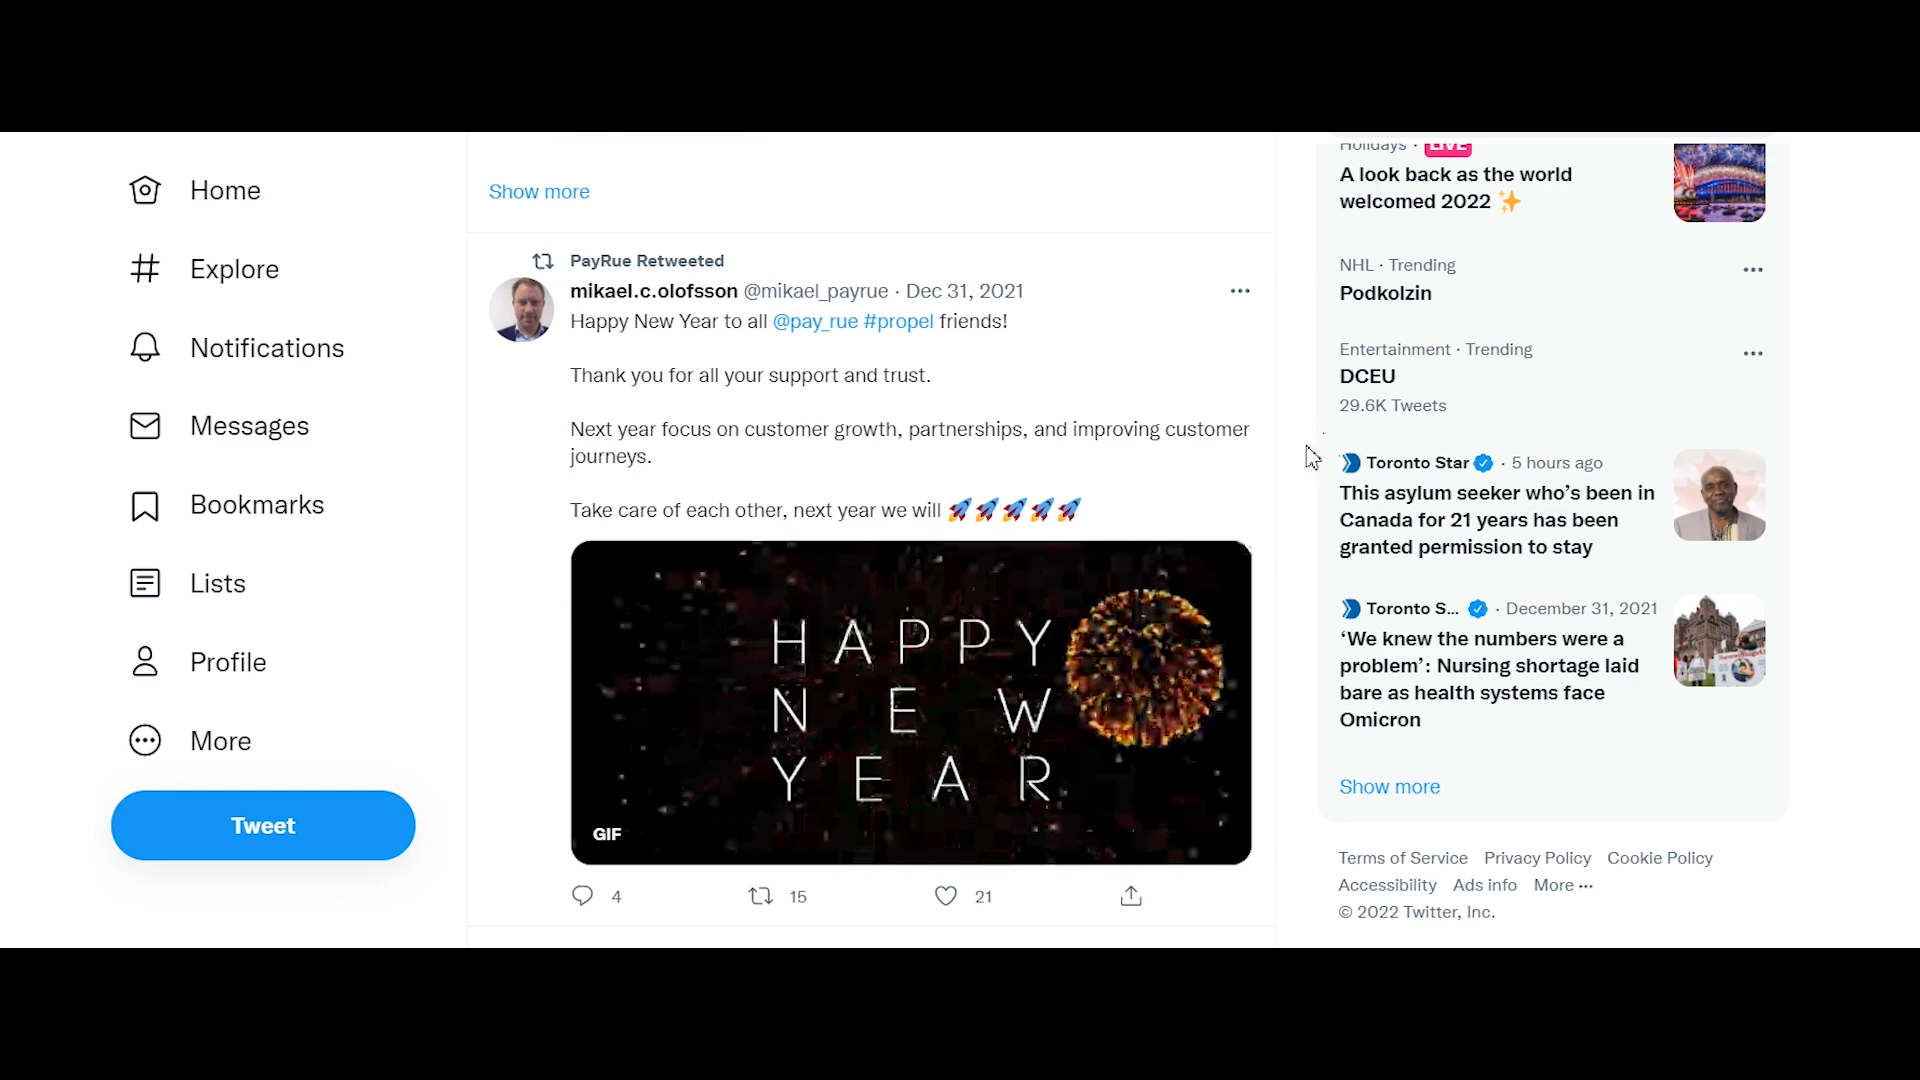 Home
Explore
Notifications
Messages
Bookmarks
Lists
Profile
More
Tweet
Show more
PayRue Retweeted
mikael.c.olofsson @mikael_payrue · Dec 31, 2021
Happy New Year to all @pay_rue #propel friends!
Thank you for all your support and trust.
Next year focus on customer growth, partnerships, and improving customer
journeys.
Take care of each other, next year we will 🚀🚀🚀🚀🚀
HAPPY
NEW
YEAR
GIF
4 15 21
Holidays · LIVE
A look back as the world
welcomed 2022 ✨
NHL · Trending
Podkolzin
Entertainment · Trending
DCEU
29.6K Tweets
Toronto Star · 5 hours ago
This asylum seeker who’s been in
Canada for 21 years has been
granted permission to stay
Toronto S... · December 31, 2021
‘We knew the numbers were a
problem’: Nursing shortage laid
bare as health systems face
Omicron
Show more
Terms of Service Privacy Policy Cookie Policy
Accessibility Ads info More ···
© 2022 Twitter, Inc.